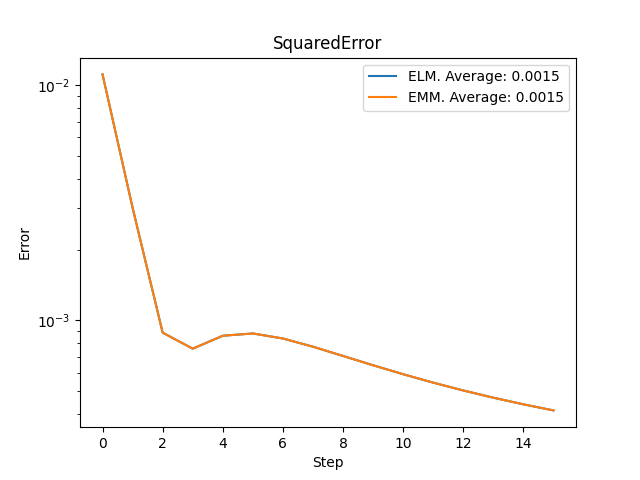 SquaredError
ELM. Average: 0.0015
EMM. Average: 0.0015
Error
10⁻²
10⁻³
0 2 4 6 8 10 12 14
Step